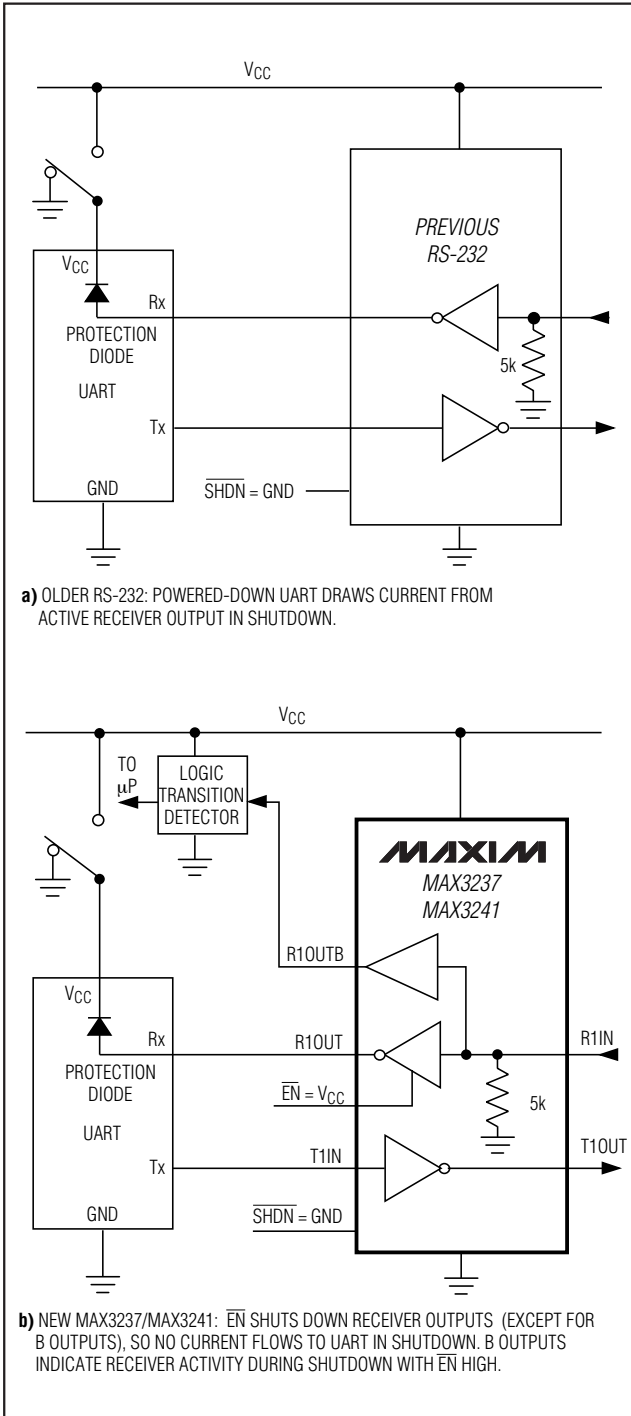 VCC
VCC
PREVIOUS
RS-232
Rx
PROTECTION
DIODE
5k
UART
Tx
GND
SHDN = GND
a) OLDER RS-232: POWERED-DOWN UART DRAWS CURRENT FROM
ACTIVE RECEIVER OUTPUT IN SHUTDOWN.
VCC
TO
μP
LOGIC
TRANSITION
DETECTOR
MAXIM
MAX3237
MAX3241
R1OUTB
VCC
Rx
R1OUT
R1IN
PROTECTION
DIODE
EN = VCC
5k
UART
Tx
T1IN
T1OUT
GND
SHDN = GND
b) NEW MAX3237/MAX3241: EN SHUTS DOWN RECEIVER OUTPUTS (EXCEPT FOR
B OUTPUTS), SO NO CURRENT FLOWS TO UART IN SHUTDOWN. B OUTPUTS
INDICATE RECEIVER ACTIVITY DURING SHUTDOWN WITH EN HIGH.